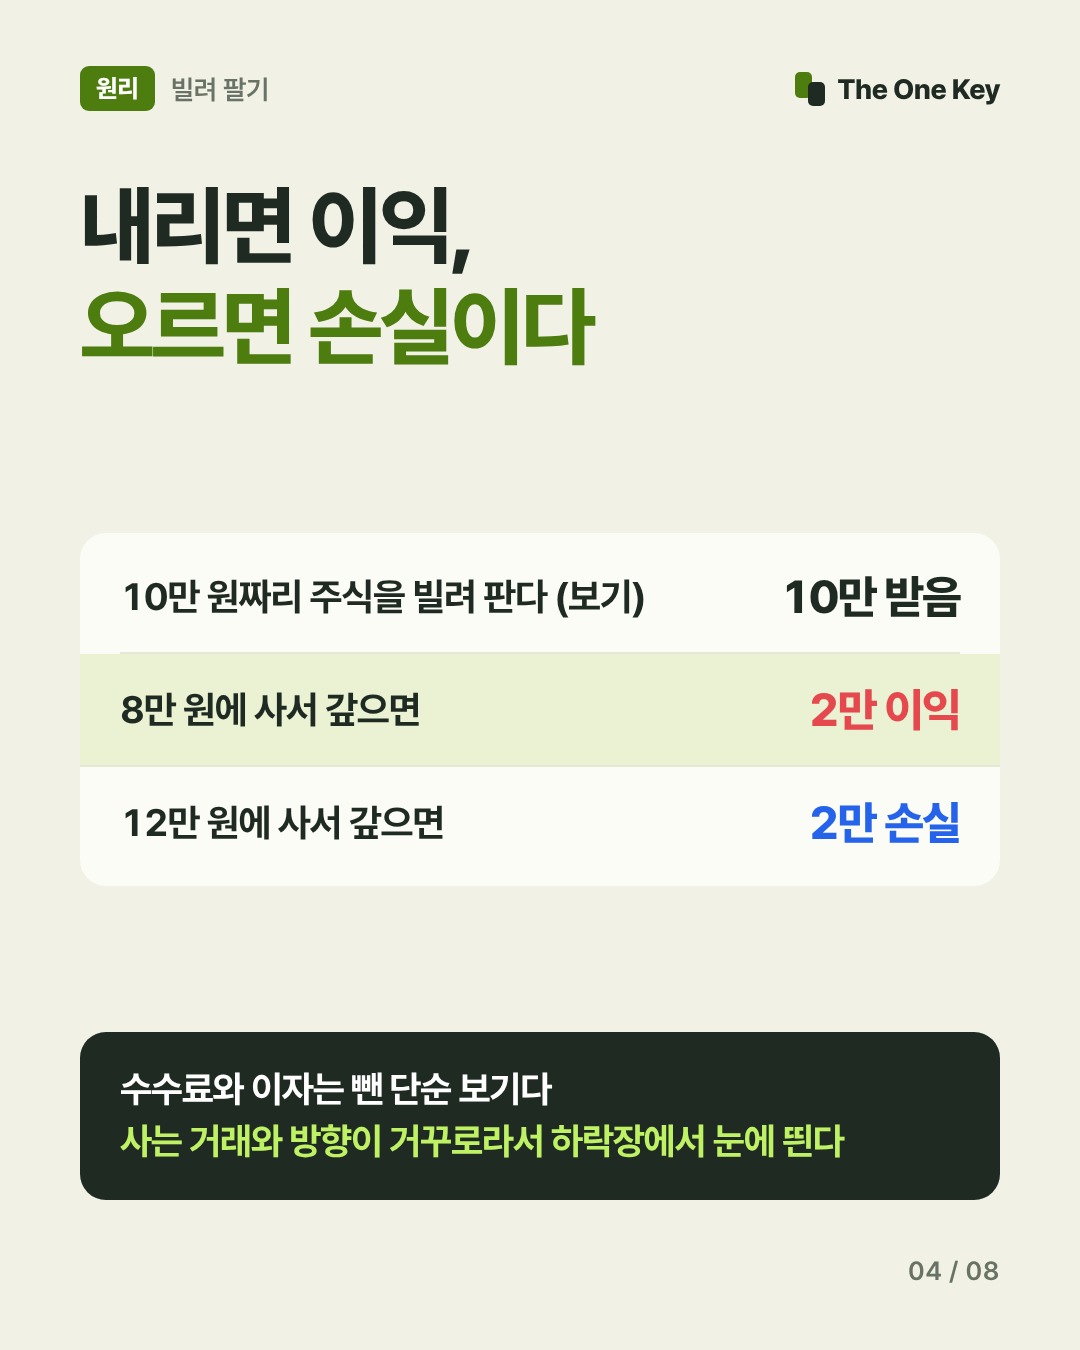 원리 빌려 팔기
The One Key
내리면 이익,
오르면 손실이다
10만 원짜리 주식을 빌려 판다 (보기) 10만 받음
8만 원에 사서 갚으면 2만 이익
12만 원에 사서 갚으면 2만 손실
수수료와 이자는 뺀 단순 보기다
사는 거래와 방향이 거꾸로라서 하락장에서 눈에 띈다
04 / 08